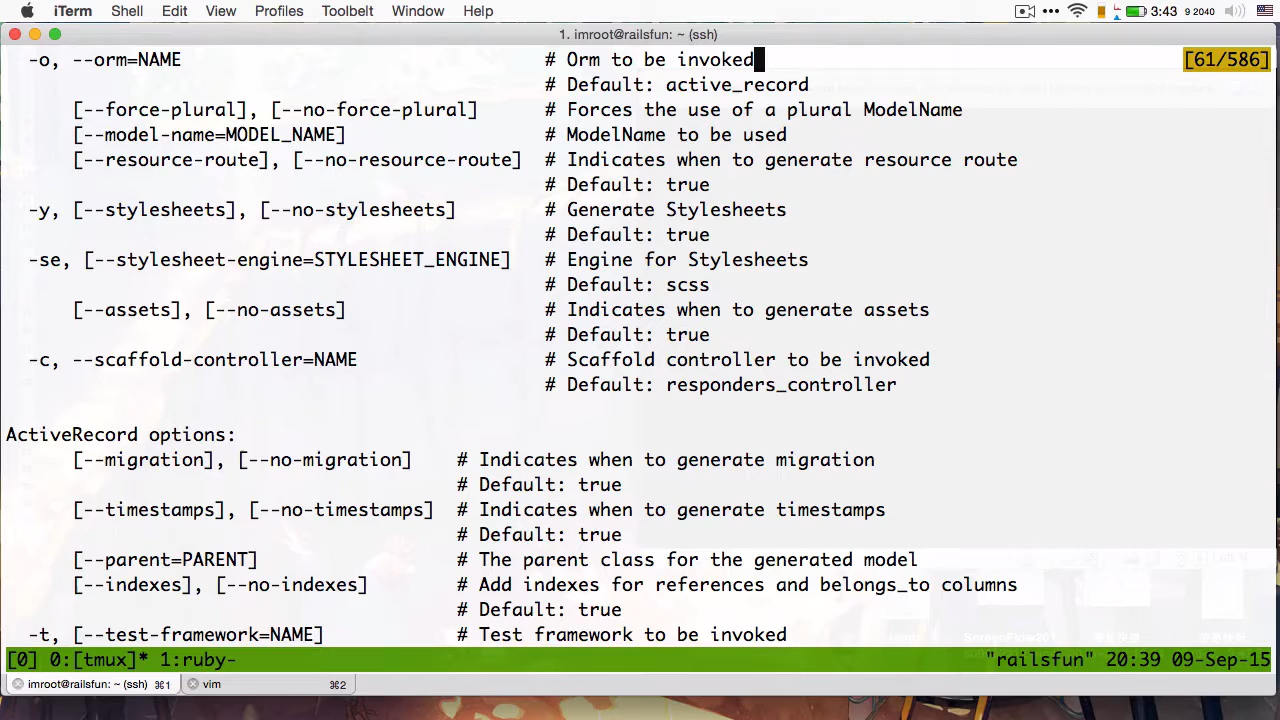 iTerm Shell Edit View Profiles Toolbelt Window Help 3:43 9 2040
1. imroot@railsfun: ~ (ssh)
-o, --orm=NAME # Orm to be invoked [61/586]
# Default: active_record
[--force-plural], [--no-force-plural] # Forces the use of a plural ModelName
[--model-name=MODEL_NAME] # ModelName to be used
[--resource-route], [--no-resource-route] # Indicates when to generate resource route
# Default: true
-y, [--stylesheets], [--no-stylesheets] # Generate Stylesheets
# Default: true
-se, [--stylesheet-engine=STYLESHEET_ENGINE] # Engine for Stylesheets
# Default: scss
[--assets], [--no-assets] # Indicates when to generate assets
# Default: true
-c, --scaffold-controller=NAME # Scaffold controller to be invoked
# Default: responders_controller
ActiveRecord options:
[--migration], [--no-migration] # Indicates when to generate migration
# Default: true
[--timestamps], [--no-timestamps] # Indicates when to generate timestamps
# Default: true
[--parent=PARENT] # The parent class for the generated model
[--indexes], [--no-indexes] # Add indexes for references and belongs_to columns
# Default: true
-t, [--test-framework=NAME] # Test framework to be invoked
[0] 0:[tmux]* 1:ruby- "railsfun" 20:39 09-Sep-15
imroot@railsfun: ~ (ssh) ⌘1 vim ⌘2